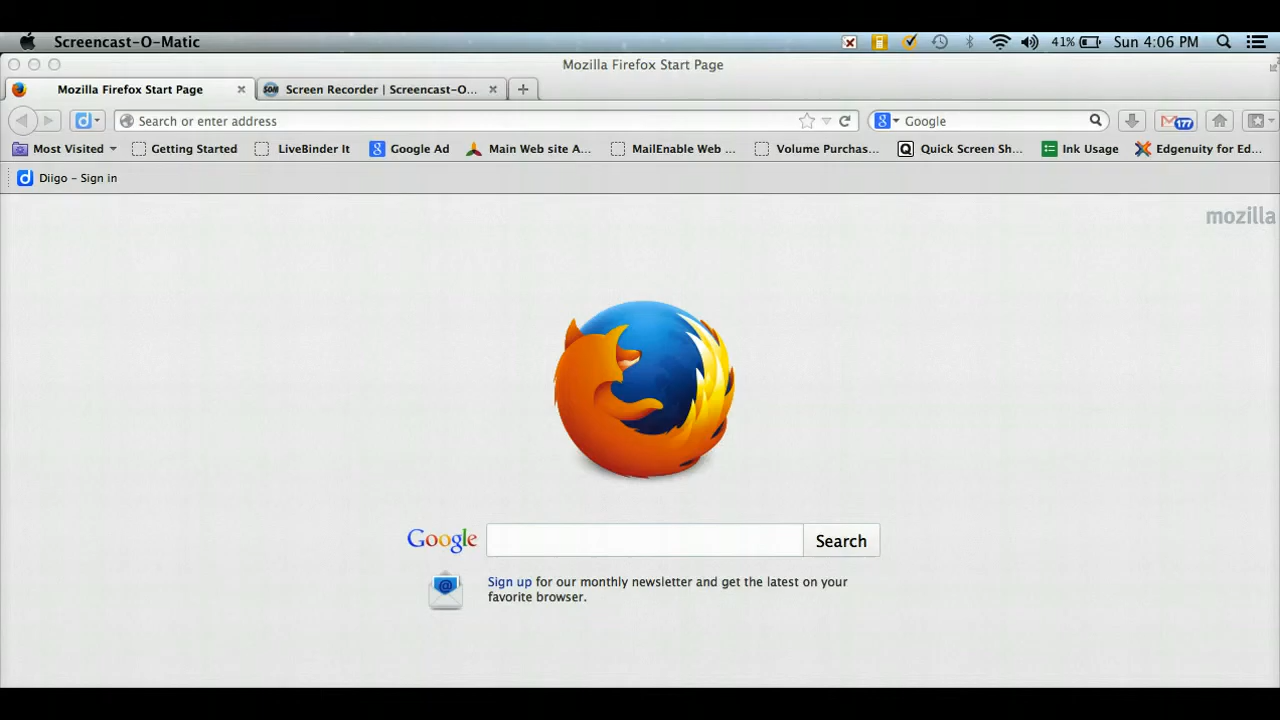 Screencast-O-Matic 41% Sun 4:06 PM
Mozilla Firefox Start Page
Mozilla Firefox Start Page Screen Recorder | Screencast-O...
Search or enter address Google 177
Most Visited Getting Started LiveBinder It Google Ad Main Web site A... MailEnable Web ... Volume Purchas... Quick Screen Sh... Ink Usage Edgenuity for Ed...
Diigo - Sign in
mozilla
Google Search
Sign up for our monthly newsletter and get the latest on your
favorite browser.